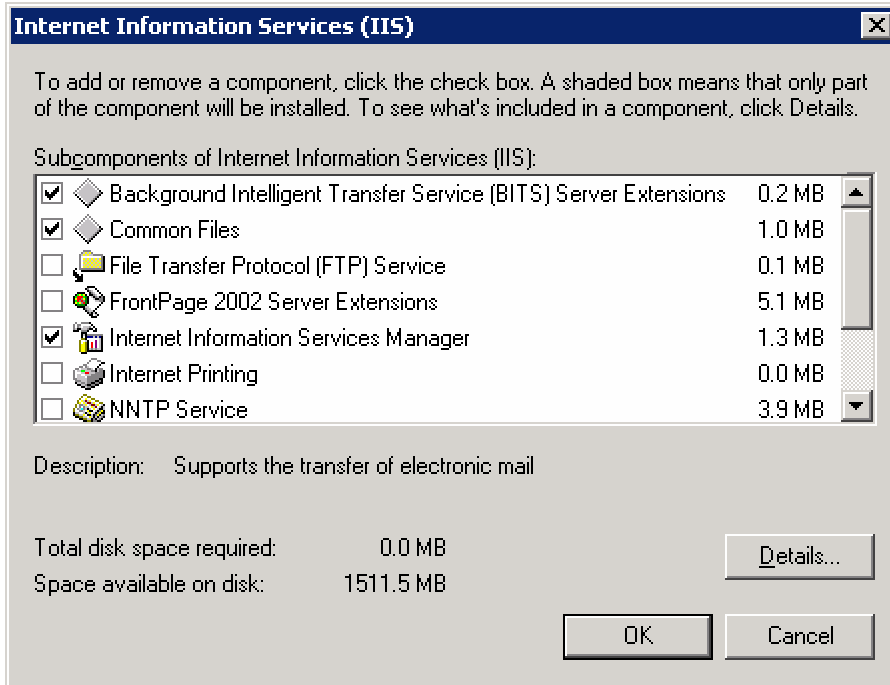 Internet Information Services (IIS)
To add or remove a component, click the check box. A shaded box means that only part
of the component will be installed. To see what's included in a component, click Details.
Subcomponents of Internet Information Services (IIS):
Background Intelligent Transfer Service (BITS) Server Extensions 0.2 MB
Common Files 1.0 MB
File Transfer Protocol (FTP) Service 0.1 MB
FrontPage 2002 Server Extensions 5.1 MB
Internet Information Services Manager 1.3 MB
Internet Printing 0.0 MB
NNTP Service 3.9 MB
Description: Supports the transfer of electronic mail
Total disk space required: 0.0 MB
Space available on disk: 1511.5 MB
Details...
OK Cancel